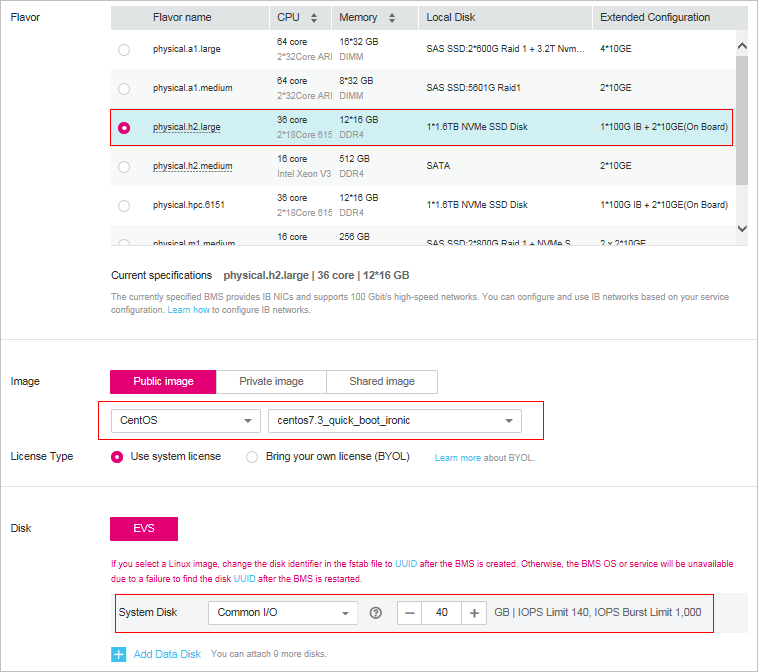 Flavor
Flavor name CPU Memory Local Disk Extended Configuration
physical.a1.large 64 core 16*32 GB SAS SSD:2*600G Raid 1 + 3.2T Nvm... 4*10GE
2*32Core ARI DIMM
physical.a1.medium 64 core 8*32 GB SAS SSD:5601G Raid1 2*10GE
2*32Core ARI DIMM
physical.h2.large 36 core 12*16 GB 1*1.6TB NVMe SSD Disk 1*100G IB + 2*10GE(On Board)
2*18Core 615 DDR4
physical.h2.medium 16 core 512 GB SATA 2*10GE
Intel Xeon V3 DDR4
physical.hpc.6151 36 core 12*16 GB 1*1.6TB NVMe SSD Disk 1*100G IB + 2*10GE(On Board)
2*18Core 615 DDR4
physical.m1.medium 16 core 256 GB SAS SSD:2*800G Raid 1 + NVMe S... 2 x 2*10GE
Current specifications physical.h2.large | 36 core | 12*16 GB
The currently specified BMS provides IB NICs and supports 100 Gbit/s high-speed networks. You can configure and use IB networks based on your service
configuration. Learn how to configure IB networks.
Image
Public image Private image Shared image
CentOS centos7.3_quick_boot_ironic
License Type Use system license Bring your own license (BYOL) Learn more about BYOL.
Disk
EVS
If you select a Linux image, change the disk identifier in the fstab file to UUID after the BMS is created. Otherwise, the BMS OS or service will be unavailable
due to a failure to find the disk UUID after the BMS is restarted.
System Disk Common I/O ? − 40 + GB | IOPS Limit 140, IOPS Burst Limit 1,000
+ Add Data Disk You can attach 9 more disks.